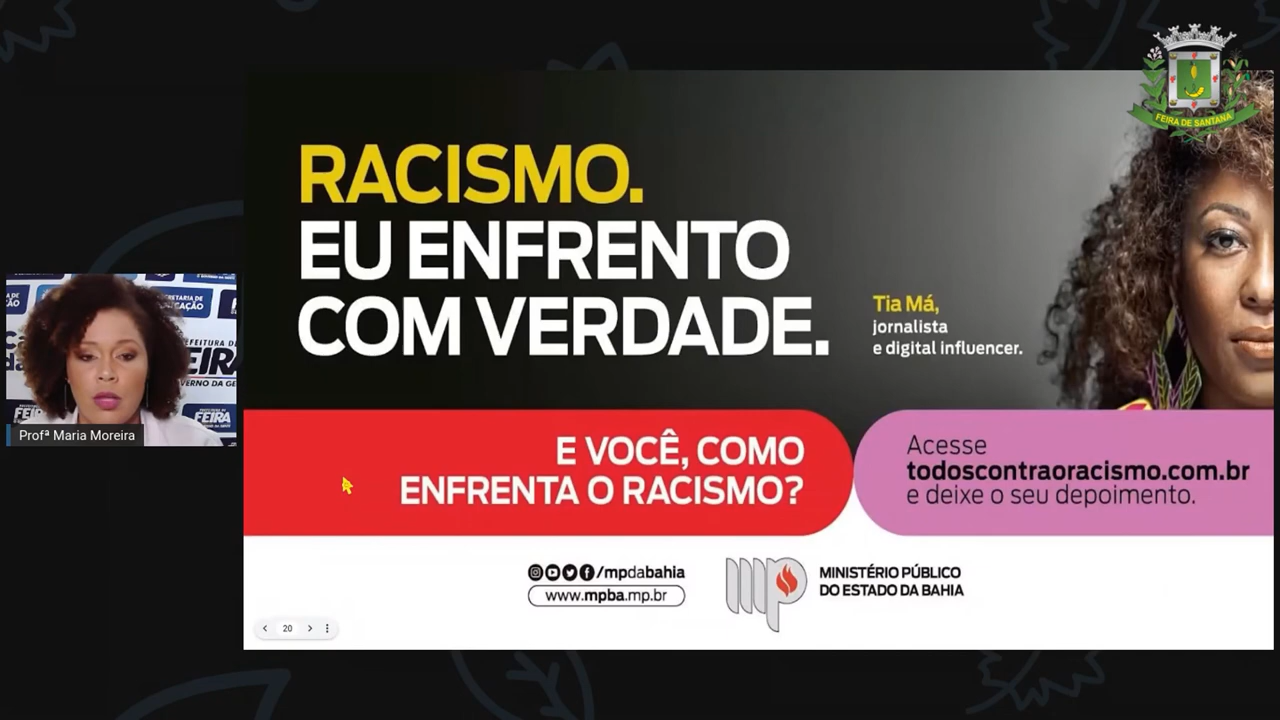 FEIRA DE SANTANA
RACISMO.
EU ENFRENTO
COM VERDADE.
Tia Má,
jornalista
e digital influencer.
E VOCÊ, COMO
ENFRENTA O RACISMO?
Acesse
todoscontraoracismo.com.br
e deixe o seu depoimento.
/mpdabahia
www.mpba.mp.br
mp
MINISTÉRIO PÚBLICO
DO ESTADO DA BAHIA
20
Profª Maria Moreira
FEIRA